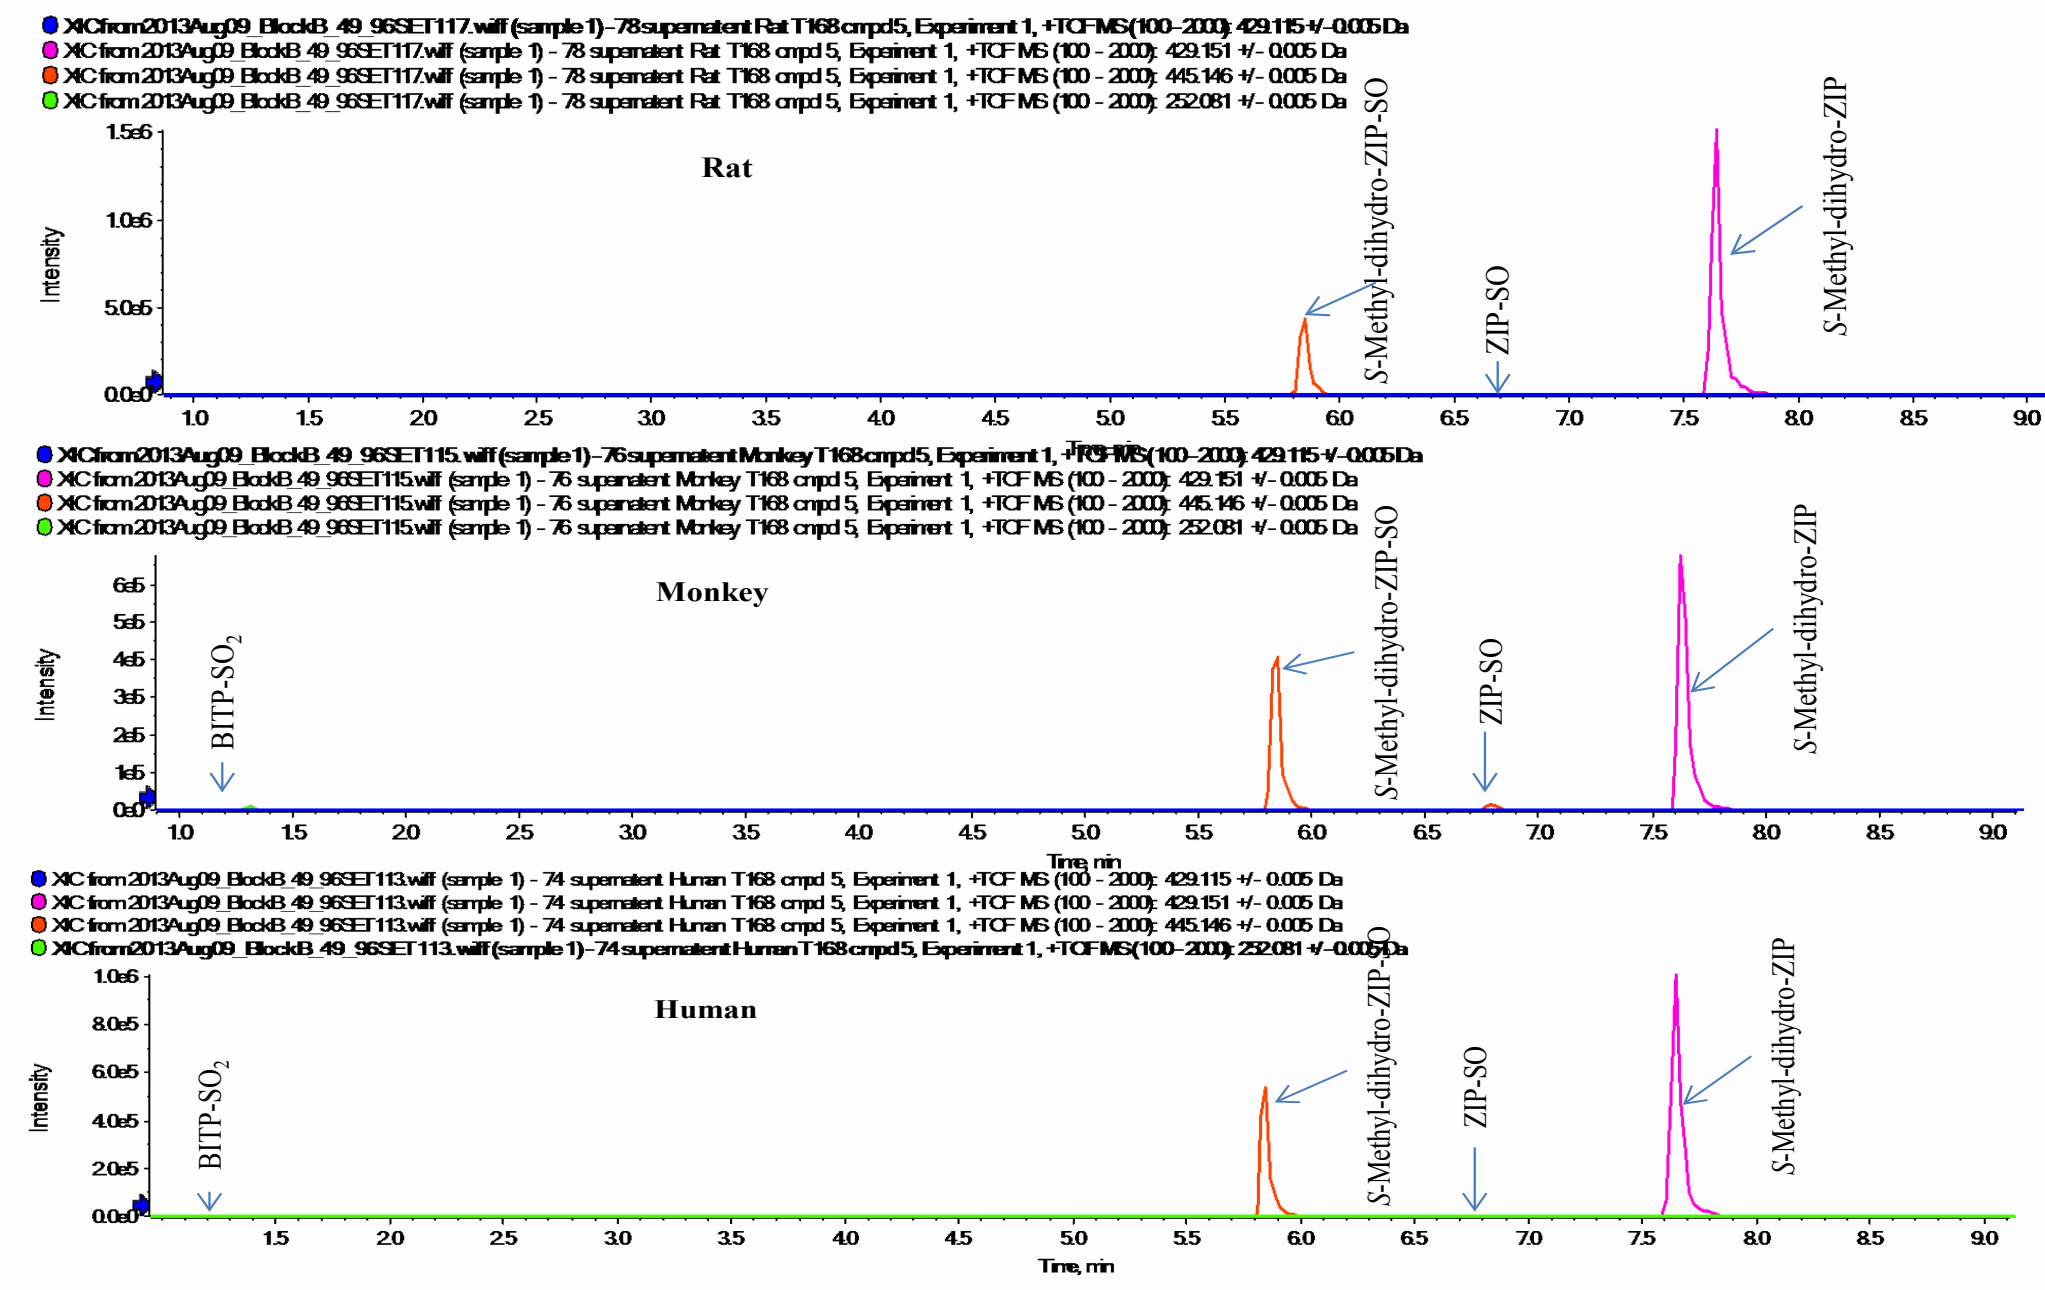 XIC from 2013Aug09_BlockB_49_96SET117.wiff (sample 1) - 78 supernatent Rat T168 cmpd 5, Experiment 1, +TOF MS (100 - 2000): 429.115 +/- 0.005 Da
XIC from 2013Aug09_BlockB_49_96SET117.wiff (sample 1) - 78 supernatent Rat T168 cmpd 5, Experiment 1, +TOF MS (100 - 2000): 429.151 +/- 0.005 Da
XIC from 2013Aug09_BlockB_49_96SET117.wiff (sample 1) - 78 supernatent Rat T168 cmpd 5, Experiment 1, +TOF MS (100 - 2000): 445.146 +/- 0.005 Da
XIC from 2013Aug09_BlockB_49_96SET117.wiff (sample 1) - 78 supernatent Rat T168 cmpd 5, Experiment 1, +TOF MS (100 - 2000): 252.081 +/- 0.005 Da
Rat
Intensity
1.5e6
1.0e6
5.0e5
0.0e0
S-Methyl-dihydro-ZIP-SO
ZIP-SO
S-Methyl-dihydro-ZIP
1.0 1.5 2.0 2.5 3.0 3.5 4.0 4.5 5.0 5.5 6.0 6.5 7.0 7.5 8.0 8.5 9.0
Time, min
XIC from 2013Aug09_BlockB_49_96SET115.wiff (sample 1) - 76 supernatent Monkey T168 cmpd 5, Experiment 1, +TOF MS (100 - 2000): 429.115 +/- 0.005 Da
XIC from 2013Aug09_BlockB_49_96SET115.wiff (sample 1) - 76 supernatent Monkey T168 cmpd 5, Experiment 1, +TOF MS (100 - 2000): 429.151 +/- 0.005 Da
XIC from 2013Aug09_BlockB_49_96SET115.wiff (sample 1) - 76 supernatent Monkey T168 cmpd 5, Experiment 1, +TOF MS (100 - 2000): 445.146 +/- 0.005 Da
XIC from 2013Aug09_BlockB_49_96SET115.wiff (sample 1) - 76 supernatent Monkey T168 cmpd 5, Experiment 1, +TOF MS (100 - 2000): 252.081 +/- 0.005 Da
Monkey
Intensity
6e5
5e5
4e5
3e5
2e5
1e5
0e0
BITP-SO₂
S-Methyl-dihydro-ZIP-SO
ZIP-SO
S-Methyl-dihydro-ZIP
1.0 1.5 2.0 2.5 3.0 3.5 4.0 4.5 5.0 5.5 6.0 6.5 7.0 7.5 8.0 8.5 9.0
Time, min
XIC from 2013Aug09_BlockB_49_96SET113.wiff (sample 1) - 74 supernatent Human T168 cmpd 5, Experiment 1, +TOF MS (100 - 2000): 429.115 +/- 0.005 Da
XIC from 2013Aug09_BlockB_49_96SET113.wiff (sample 1) - 74 supernatent Human T168 cmpd 5, Experiment 1, +TOF MS (100 - 2000): 429.151 +/- 0.005 Da
XIC from 2013Aug09_BlockB_49_96SET113.wiff (sample 1) - 74 supernatent Human T168 cmpd 5, Experiment 1, +TOF MS (100 - 2000): 445.146 +/- 0.005 Da
XIC from 2013Aug09_BlockB_49_96SET113.wiff (sample 1) - 74 supernatent Human T168 cmpd 5, Experiment 1, +TOF MS (100 - 2000): 252.081 +/- 0.005 Da
Human
Intensity
1.0e6
8.0e5
6.0e5
4.0e5
2.0e5
0.0e0
BITP-SO₂
S-Methyl-dihydro-ZIP-SO
ZIP-SO
S-Methyl-dihydro-ZIP
1.5 2.0 2.5 3.0 3.5 4.0 4.5 5.0 5.5 6.0 6.5 7.0 7.5 8.0 8.5 9.0
Time, min